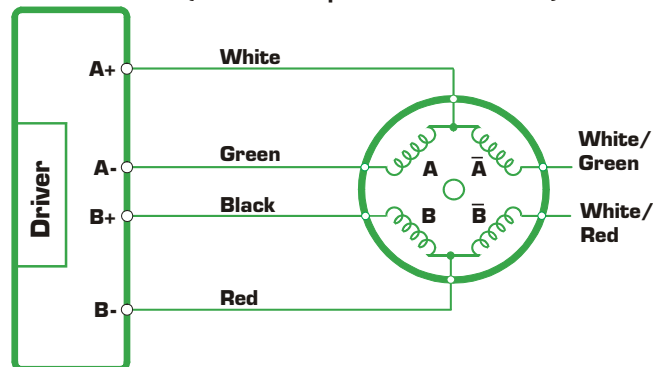 White
A+
Green
A-
Black
B+
Red
B-
Driver
A
A̅
B
B̅
White/
Green
White/
Red